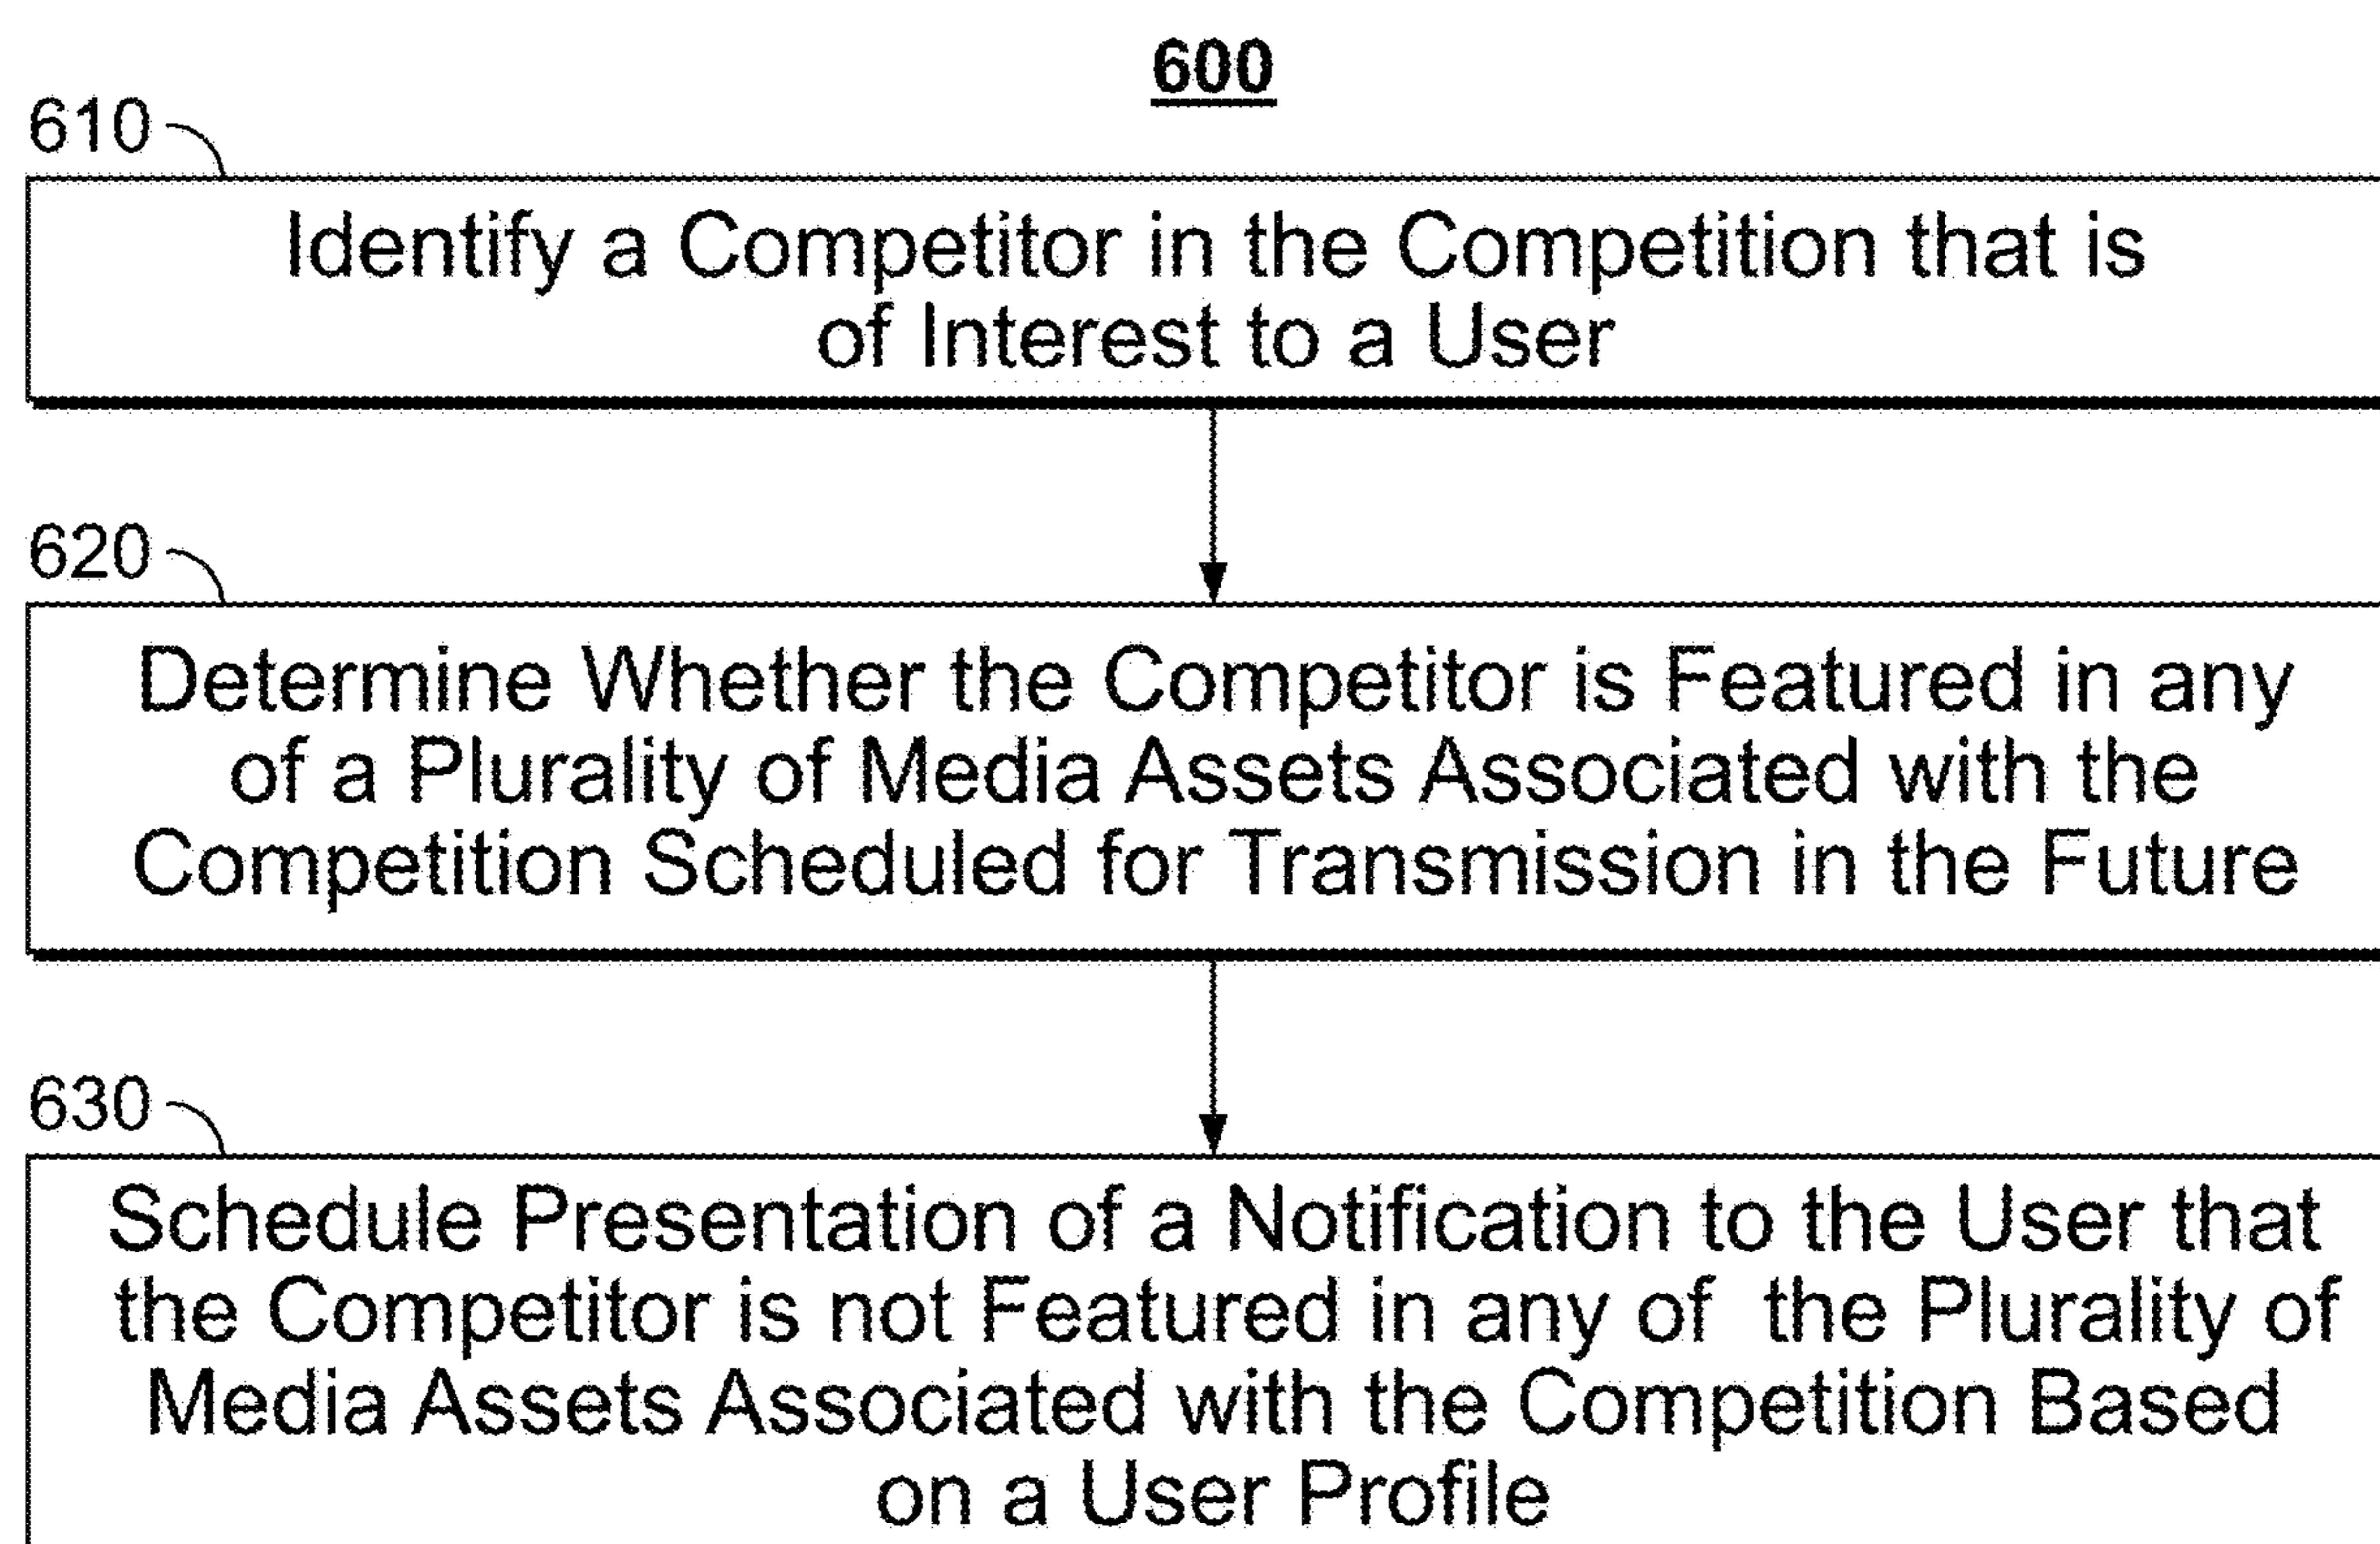 600
610
Identify a Competitor in the Competition that is
of Interest to a User
620
Determine Whether the Competitor is Featured in any
of a Plurality of Media Assets Associated with the
Competition Scheduled for Transmission in the Future
630
Schedule Presentation of a Notification to the User that
the Competitor is not Featured in any of the Plurality of
Media Assets Associated with the Competition Based
on a User Profile